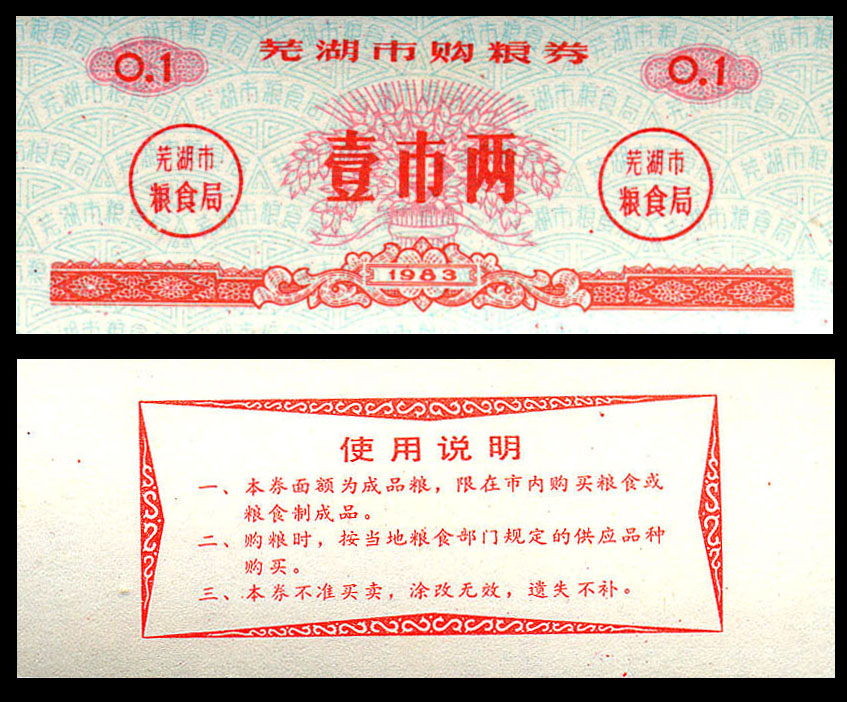 芜湖市购粮券
0.1
0.1
壹市两
芜湖市
粮食局
芜湖市
粮食局
1983
使用说明
一、本券面额为成品粮，限在市内购买粮食或
粮食制成品。
二、购粮时，按当地粮食部门规定的供应品种
购买。
三、本券不准买卖，涂改无效，遗失不补。